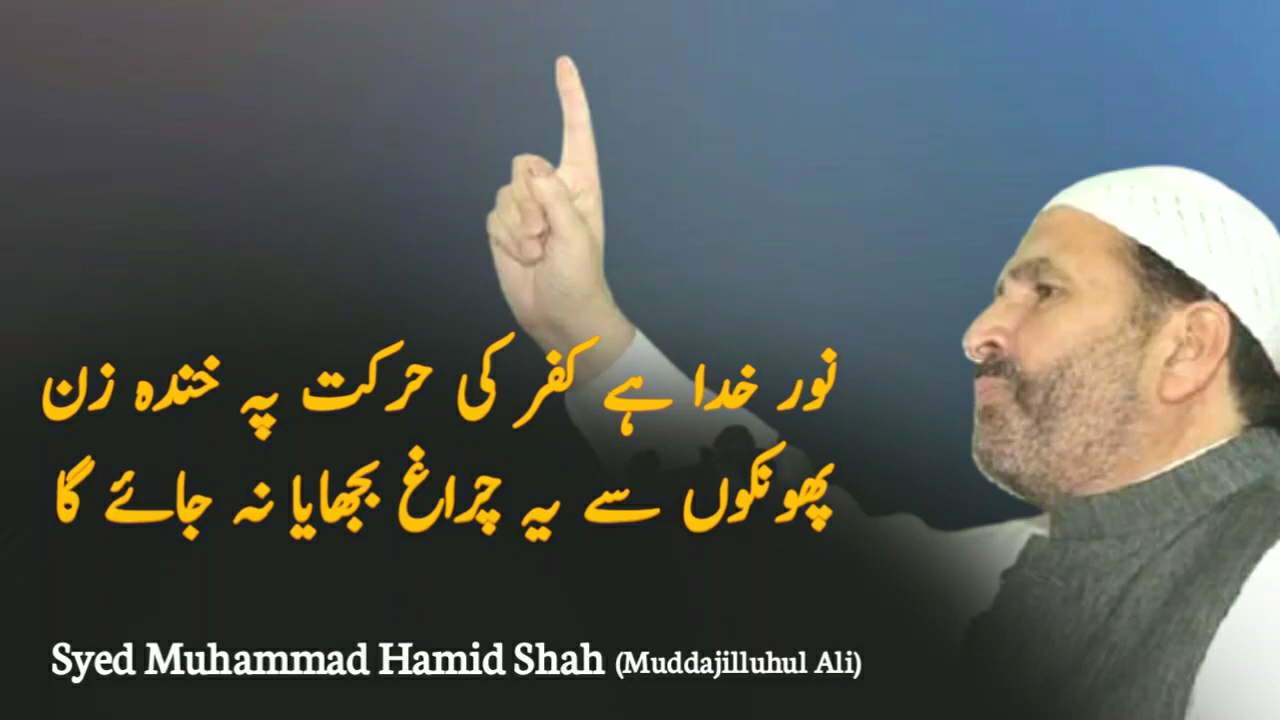 نور خدا ہے کفر کی حرکت پہ خندہ زن
پھونکوں سے یہ چراغ بجھایا نہ جائے گا
Syed Muhammad Hamid Shah (Muddajilluhul Ali)